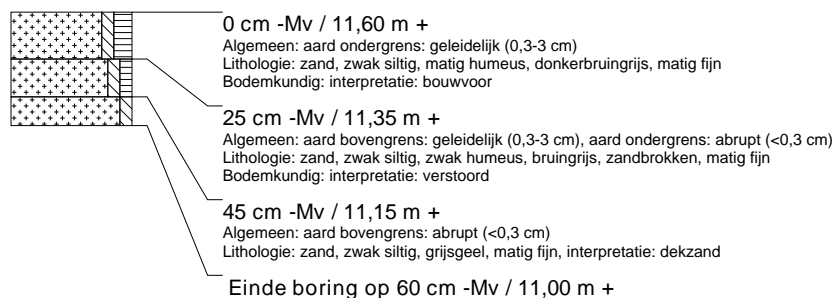 0 cm -Mv / 11,60 m +
Algemeen: aard ondergrens: geleidelijk (0,3-3 cm)
Lithologie: zand, zwak siltig, matig humeus, donkerbruingrijs, matig fijn
Bodemkundig: interpretatie: bouwvoor
25 cm -Mv / 11,35 m +
Algemeen: aard bovengrens: geleidelijk (0,3-3 cm), aard ondergrens: abrupt (<0,3 cm)
Lithologie: zand, zwak siltig, zwak humeus, bruingrijs, zandbrokken, matig fijn
Bodemkundig: interpretatie: verstoord
45 cm -Mv / 11,15 m +
Algemeen: aard bovengrens: abrupt (<0,3 cm)
Lithologie: zand, zwak siltig, grijsgeel, matig fijn, interpretatie: dekzand
Einde boring op 60 cm -Mv / 11,00 m +